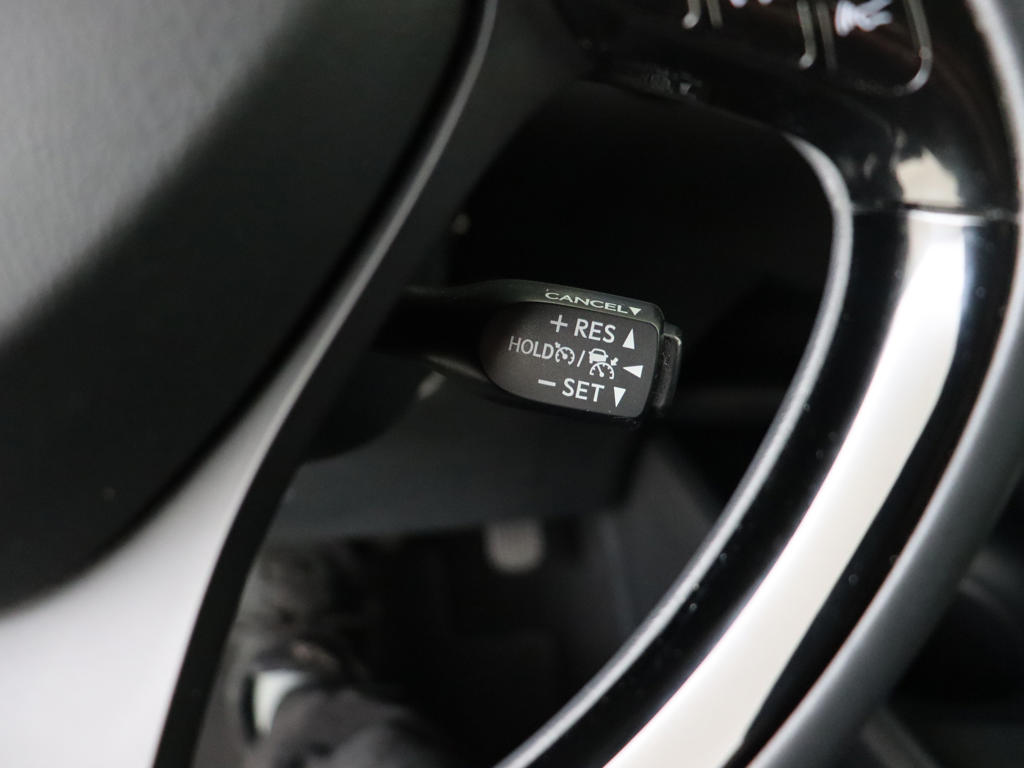 CANCEL▼
+ RES ▲
HOLD / ◄
− SET ▼